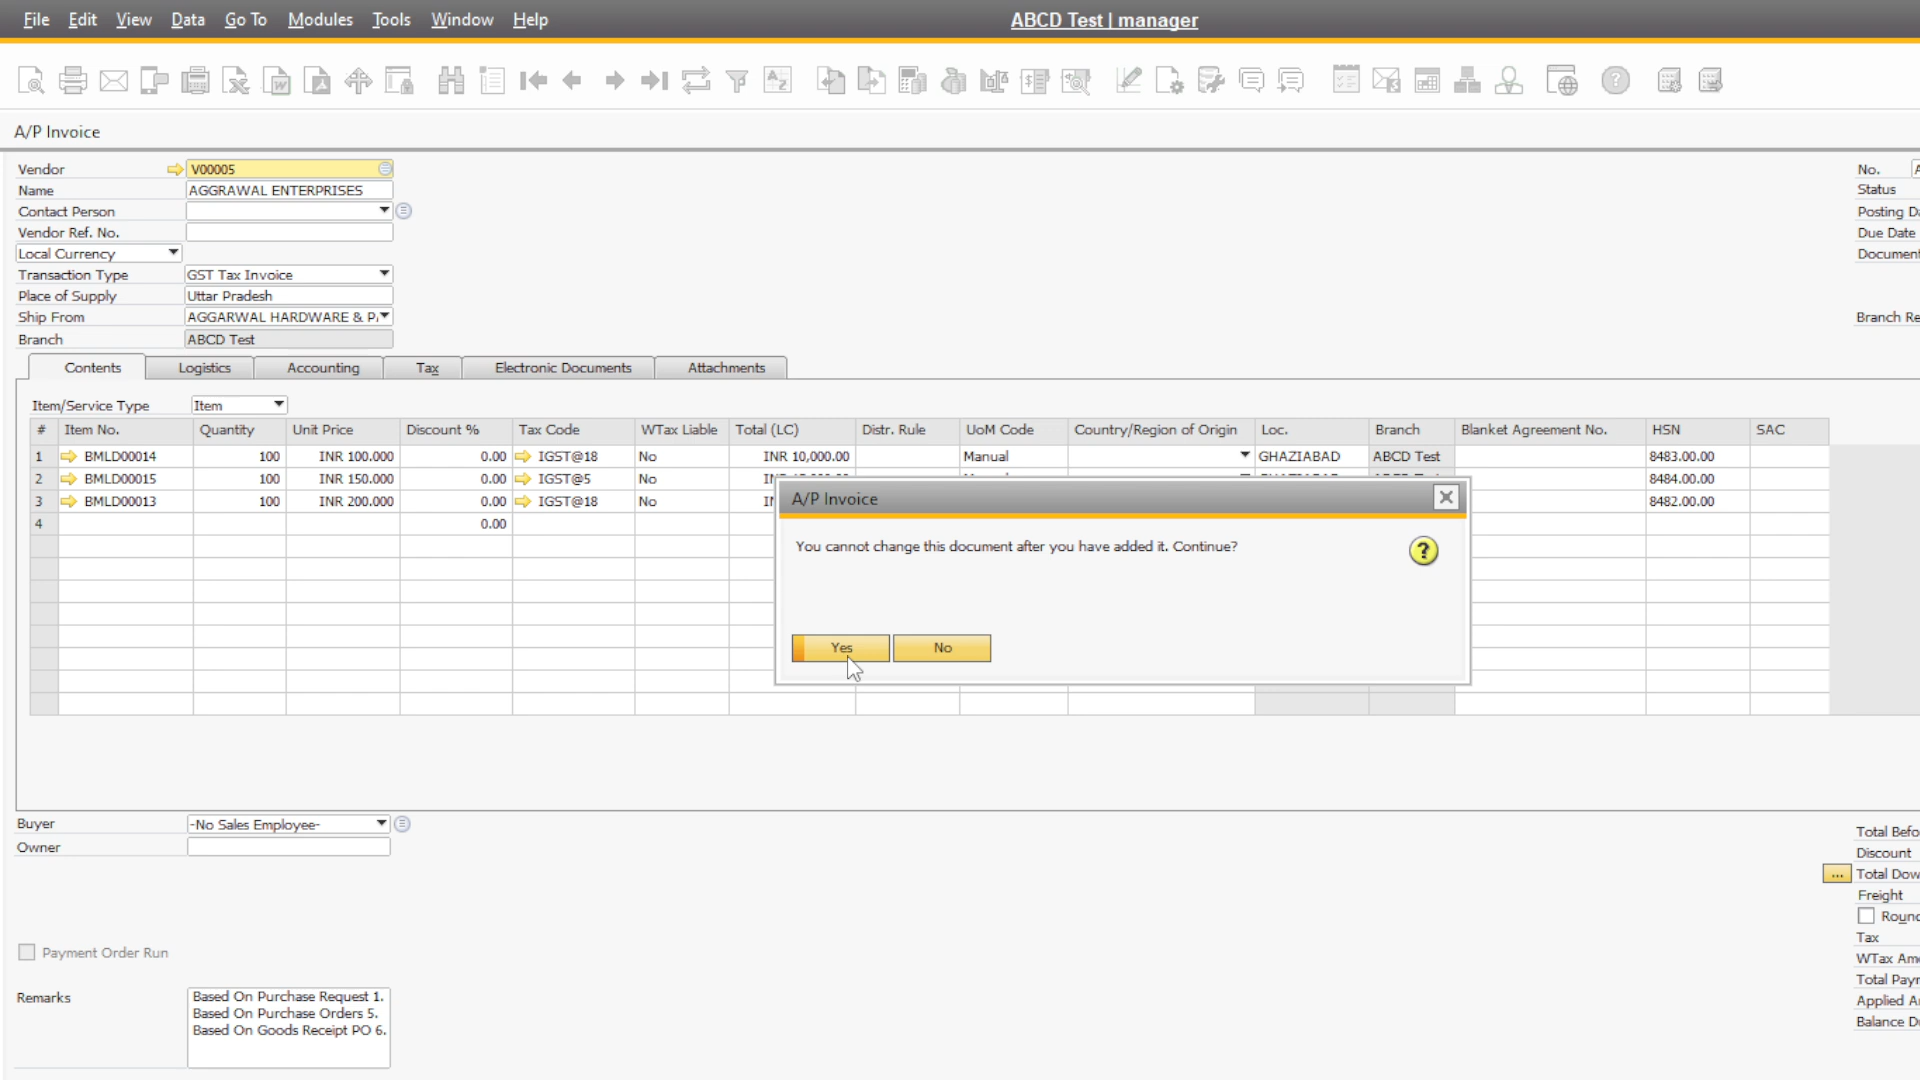 File Edit View Data Go To Modules Tools Window Help ABCD Test | manager
A/P Invoice
Vendor V00005 No.
Name AGGRAWAL ENTERPRISES Status
Contact Person Posting
Vendor Ref. No. Due Date
Local Currency
Transaction Type GST Tax Invoice
Place of Supply Uttar Pradesh
Ship From AGGARWAL HARDWARE & Branch
Branch ABCD Test
Contents Logistics Accounting Tax Electronic Documents Attachments
Item/Service Type Item
# Item No. Quantity Unit Price Discount % Tax Code WTax Liable Total (LC) Distr. Rule UoM Code Country/Region of Origin Loc. Branch Blanket Agreement No. HSN SAC
1 BMLD00014 100 INR 100.000 0.00 IGST@18 No INR 10,000.00 Manual GHAZIABAD ABCD Test 8483.00.00
2 BMLD00015 100 INR 150.000 0.00 IGST@5 No 8484.00.00
3 BMLD00013 100 INR 200.000 0.00 IGST@18 No 8482.00.00
4 0.00
A/P Invoice
You cannot change this document after you have added it. Continue?
?
Yes No
Buyer -No Sales Employee-
Owner
Total
Discount
... Total
Freight
Tax
WTax
Total
Applied
Balance
Payment Order Run
Remarks Based On Purchase Request 1.
Based On Purchase Orders 5.
Based On Goods Receipt PO 6.